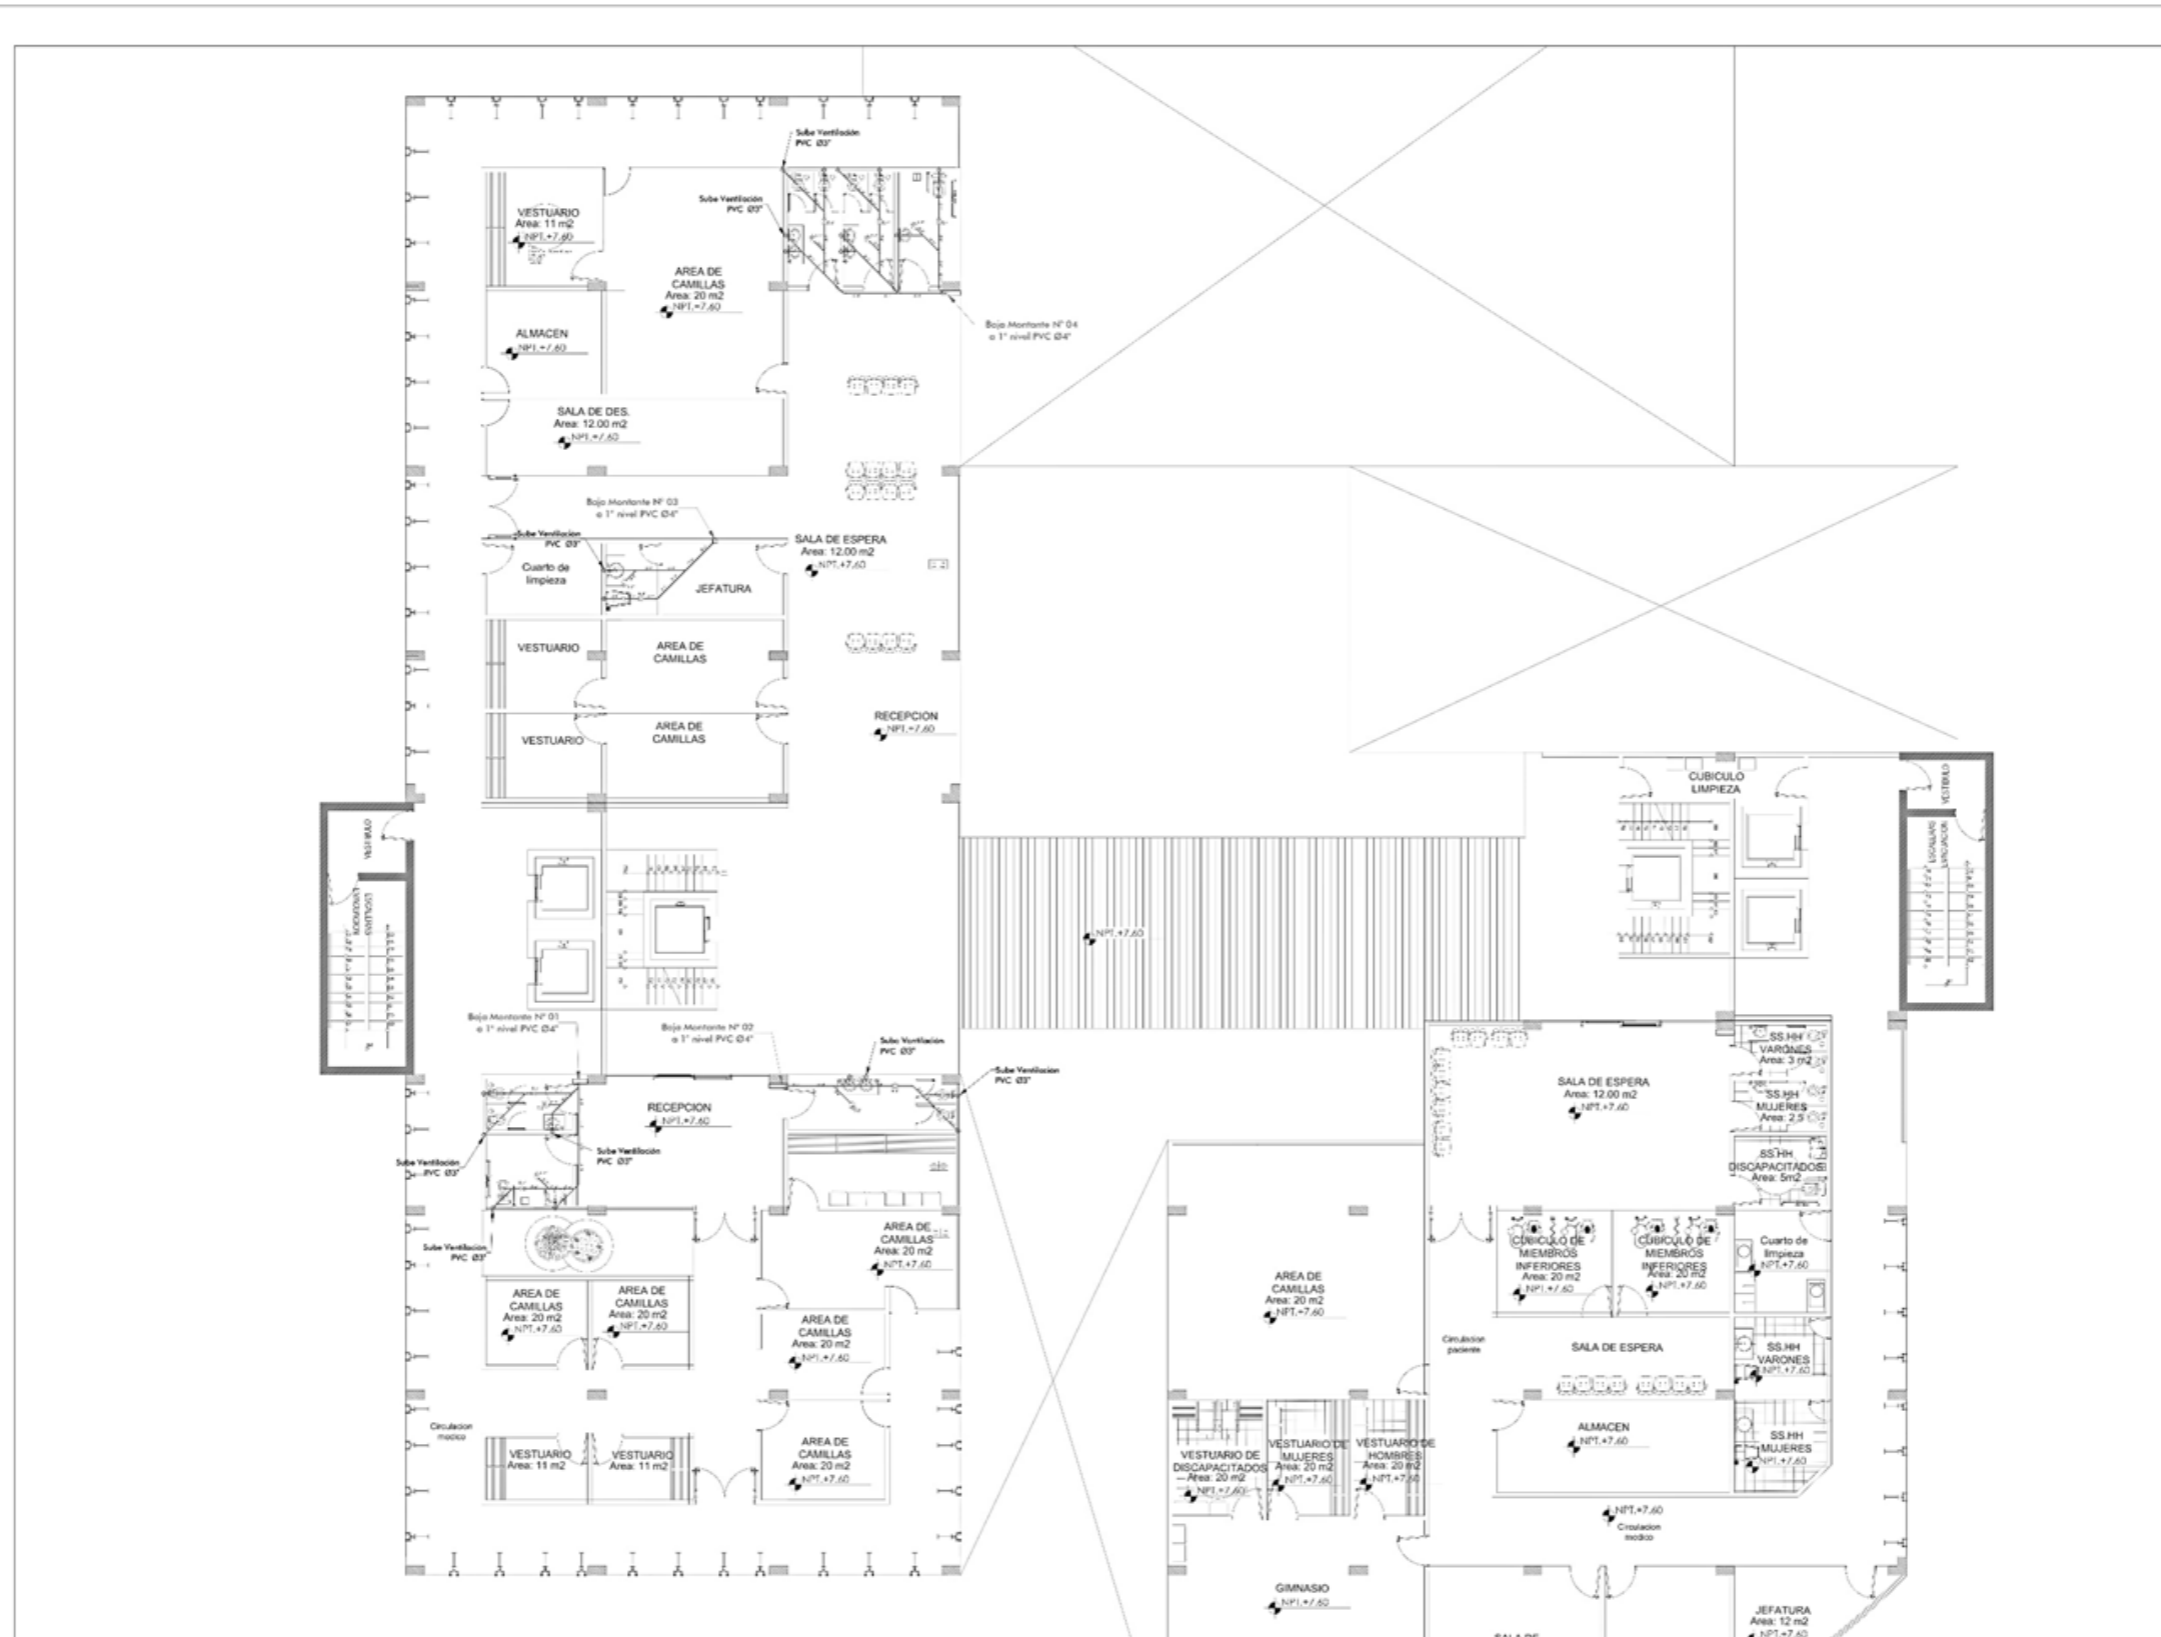 Sube Ventilación
PVC Ø3"
Sube Ventilación
PVC Ø3"
VESTUARIO
Area: 11 m2
NPT.+7.60
AREA DE
CAMILLAS
Area: 20 m2
NPT.+7.60
Baja Montante N° 04
a 1° nivel PVC Ø4"
ALMACEN
NPT.+7.60
SALA DE DES.
Area: 12.00 m2
NPT.+7.60
Baja Montante N° 03
a 1° nivel PVC Ø4"
Sube Ventilacion
PVC Ø3"
SALA DE ESPERA
Area: 12.00 m2
NPT.+7.60
Cuarto de
limpieza
JEFATURA
VESTUARIO
AREA DE
CAMILLAS
RECEPCION
NPT.+7.60
VESTUARIO
AREA DE
CAMILLAS
CUBICULO
LIMPIEZA
VESTIBULO
ESCALERAS
EVACUACION
VESTIBULO
ESCALERAS
EVACUACION
NPT.+7.60
Baja Montante N° 01
a 1° nivel PVC Ø4"
Baja Montante N° 02
a 1° nivel PVC Ø4"
Sube Ventilación
PVC Ø3"
Sube Ventilacion
PVC Ø3"
RECEPCION
NPT.+7.60
SALA DE ESPERA
Area: 12.00 m2
NPT.+7.60
SS.HH
VARONES
Area: 3 m2
SS.HH
MUJERES
Area: 2.5
SS.HH
DISCAPACITADOS
Area: 5m2
Sube Ventilación
PVC Ø3"
Sube Ventilación
PVC Ø3"
Sube Ventilacion
PVC Ø3"
AREA DE
CAMILLAS
Area: 20 m2
NPT.+7.60
CUBICULO DE
MIEMBROS
INFERIORES
Area: 20 m2
NPT.+7.60
CUBICULO DE
MIEMBROS
INFERIORES
Area: 20 m2
NPT.+7.60
Cuarto de
limpieza
NPT.+7.60
AREA DE
CAMILLAS
Area: 20 m2
NPT.+7.60
AREA DE
CAMILLAS
Area: 20 m2
NPT.+7.60
AREA DE
CAMILLAS
Area: 20 m2
NPT.+7.60
AREA DE
CAMILLAS
Area: 20 m2
NPT.+7.60
Circulacion
paciente
SALA DE ESPERA
SS.HH
VARONES
NPT.+7.60
Circulacion
medico
VESTUARIO
Area: 11 m2
VESTUARIO
Area: 11 m2
AREA DE
CAMILLAS
Area: 20 m2
NPT.+7.60
VESTUARIO DE
DISCAPACITADOS
Area: 20 m2
NPT.+7.60
VESTUARIO DE
MUJERES
Area: 20 m2
NPT.+7.60
VESTUARIO DE
HOMBRES
Area: 20 m2
NPT.+7.60
ALMACEN
NPT.+7.60
SS.HH
MUJERES
NPT.+7.60
NPT.+7.60
Circulacion
medico
GIMNASIO
NPT.+7.60
JEFATURA
Area: 12 m2
NPT.+7.60
SALA DE